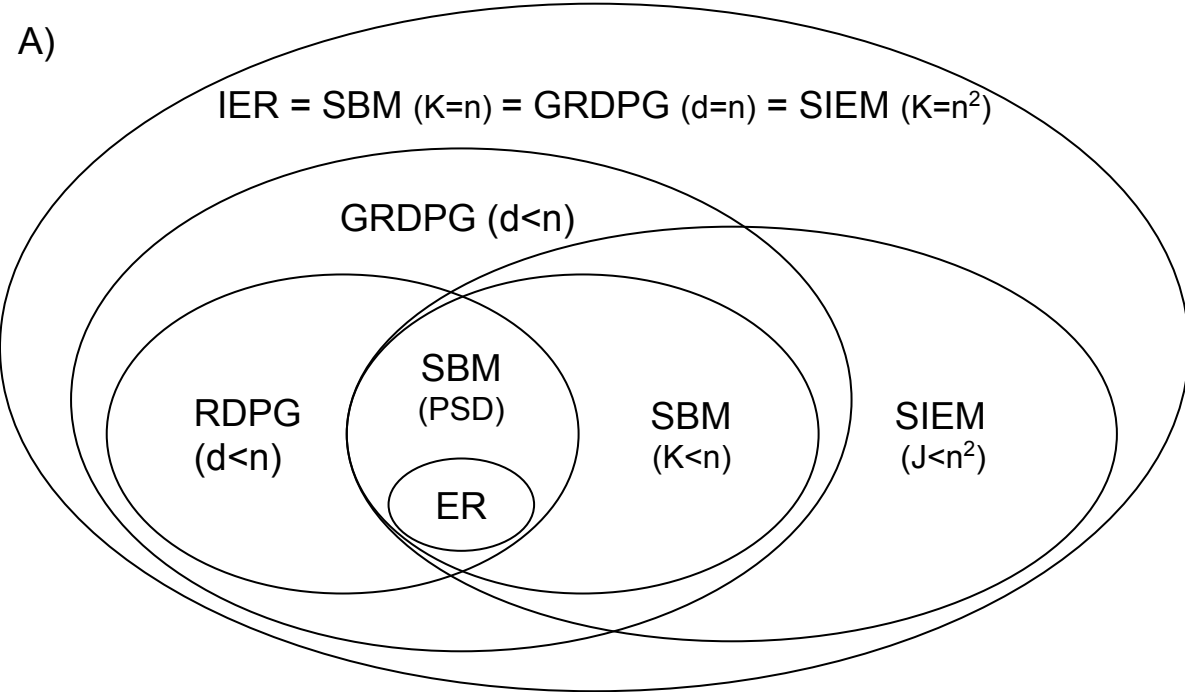 A)
IER = SBM (K=n) = GRDPG (d=n) = SIEM (K=n²)
GRDPG (d<n)
RDPG
(d<n)
SBM
(PSD)
ER
SBM
(K<n)
SIEM
(J<n²)